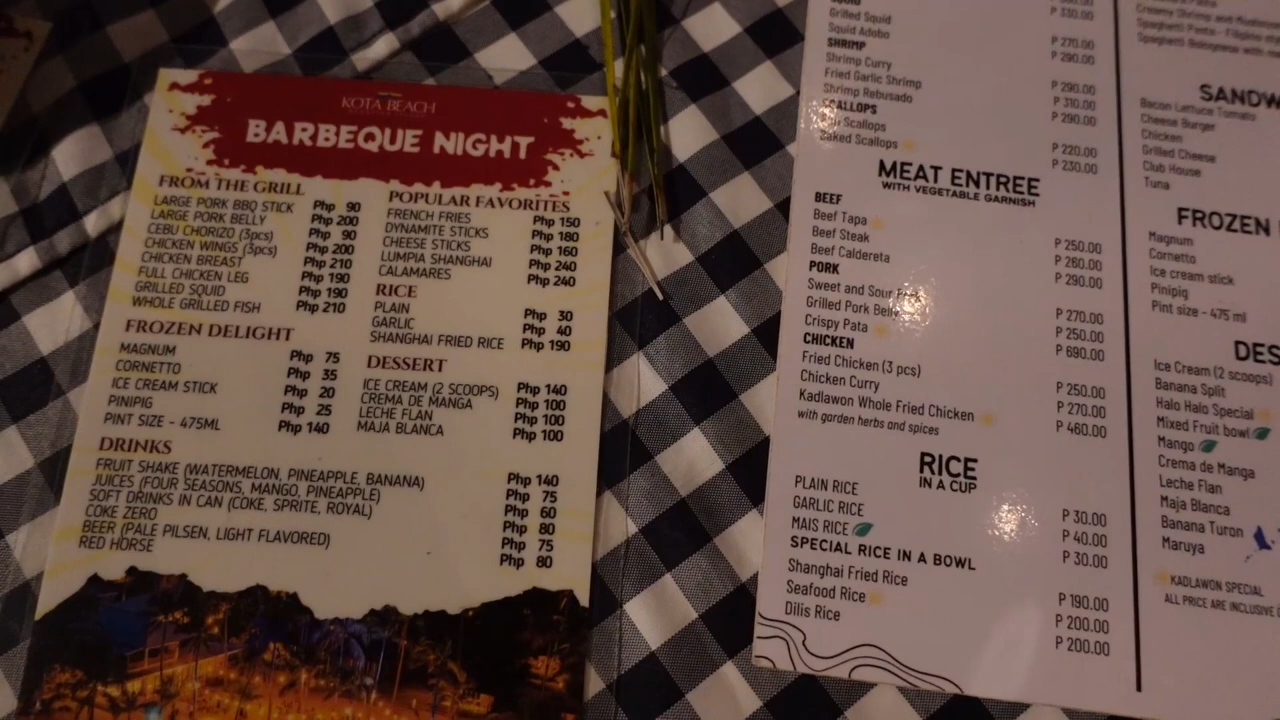 KOTA BEACH
BARBEQUE NIGHT
FROM THE GRILL
LARGE PORK BBQ STICK Php 90
LARGE PORK BELLY Php 200
CEBU CHORIZO (3pcs) Php 90
CHICKEN WINGS (3pcs) Php 200
CHICKEN BREAST Php 210
FULL CHICKEN LEG Php 190
GRILLED SQUID Php 190
WHOLE GRILLED FISH Php 210
FROZEN DELIGHT
MAGNUM Php 75
CORNETTO Php 35
ICE CREAM STICK Php 20
PINIPIG Php 25
PINT SIZE - 475ML Php 140
POPULAR FAVORITES
FRENCH FRIES Php 150
DYNAMITE STICKS Php 180
CHEESE STICKS Php 160
LUMPIA SHANGHAI Php 240
CALAMARES Php 240
RICE
PLAIN Php 30
GARLIC Php 40
SHANGHAI FRIED RICE Php 190
DESSERT
ICE CREAM (2 SCOOPS) Php 140
CREMA DE MANGA Php 100
LECHE FLAN Php 100
MAJA BLANCA Php 100
DRINKS
FRUIT SHAKE (WATERMELON, PINEAPPLE, BANANA) Php 140
JUICES (FOUR SEASONS, MANGO, PINEAPPLE) Php 75
SOFT DRINKS IN CAN (COKE, SPRITE, ROYAL) Php 60
COKE ZERO Php 80
BEER (PALE PILSEN, LIGHT FLAVORED) Php 75
RED HORSE Php 80
SQUID
Grilled Squid P 330.00
Squid Adobo P 270.00
SHRIMP
Shrimp Curry P 290.00
Fried Garlic Shrimp P 310.00
Shrimp Rebusado P 290.00
SCALLOPS
Scallops P 220.00
Baked Scallops P 230.00
MEAT ENTREE
WITH VEGETABLE GARNISH
BEEF
Beef Tapa P 250.00
Beef Steak P 260.00
Beef Caldereta P 290.00
PORK
Sweet and Sour P 270.00
Grilled Pork Belly P 250.00
Crispy Pata P 690.00
CHICKEN
Fried Chicken (3 pcs) P 250.00
Chicken Curry P 270.00
Kadlawon Whole Fried Chicken P 460.00
with garden herbs and spices
RICE
IN A CUP
PLAIN RICE P 30.00
GARLIC RICE P 40.00
MAIS RICE P 30.00
SPECIAL RICE IN A BOWL
Shanghai Fried Rice P 190.00
Seafood Rice P 200.00
Dilis Rice P 200.00
Creamy Shrimp and
Spaghetti Pasta - Filipino
Spaghetti Bolognese with
SANDW
Bacon Lettuce Tomato
Cheese Burger
Chicken
Grilled Cheese
Club House
Tuna
FROZEN
Magnum
Cornetto
Ice cream stick
Pinipig
Pint size - 475 ml
DES
Ice Cream (2 scoops)
Banana Split
Halo Halo Special
Mixed Fruit bowl
Mango
Crema de Manga
Leche Flan
Maja Blanca
Banana Turon
Maruya
KADLAWON SPECIAL
ALL PRICE ARE INCLUSIVE